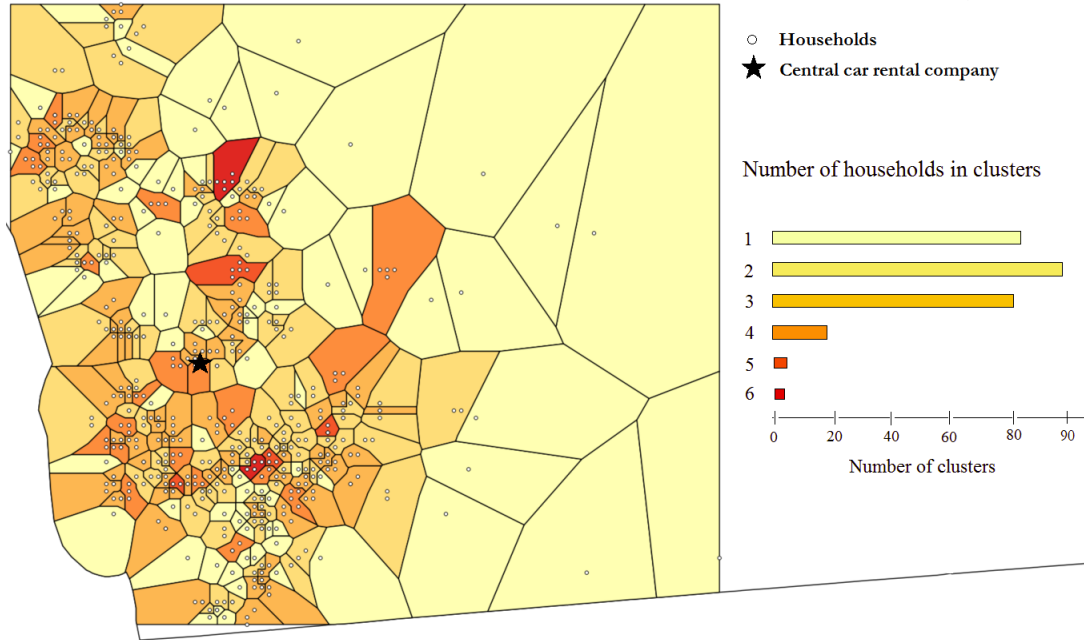 Households
Central car rental company
Number of households in clusters
1
2
3
4
5
6
0 20 40 60 80 90
Number of clusters